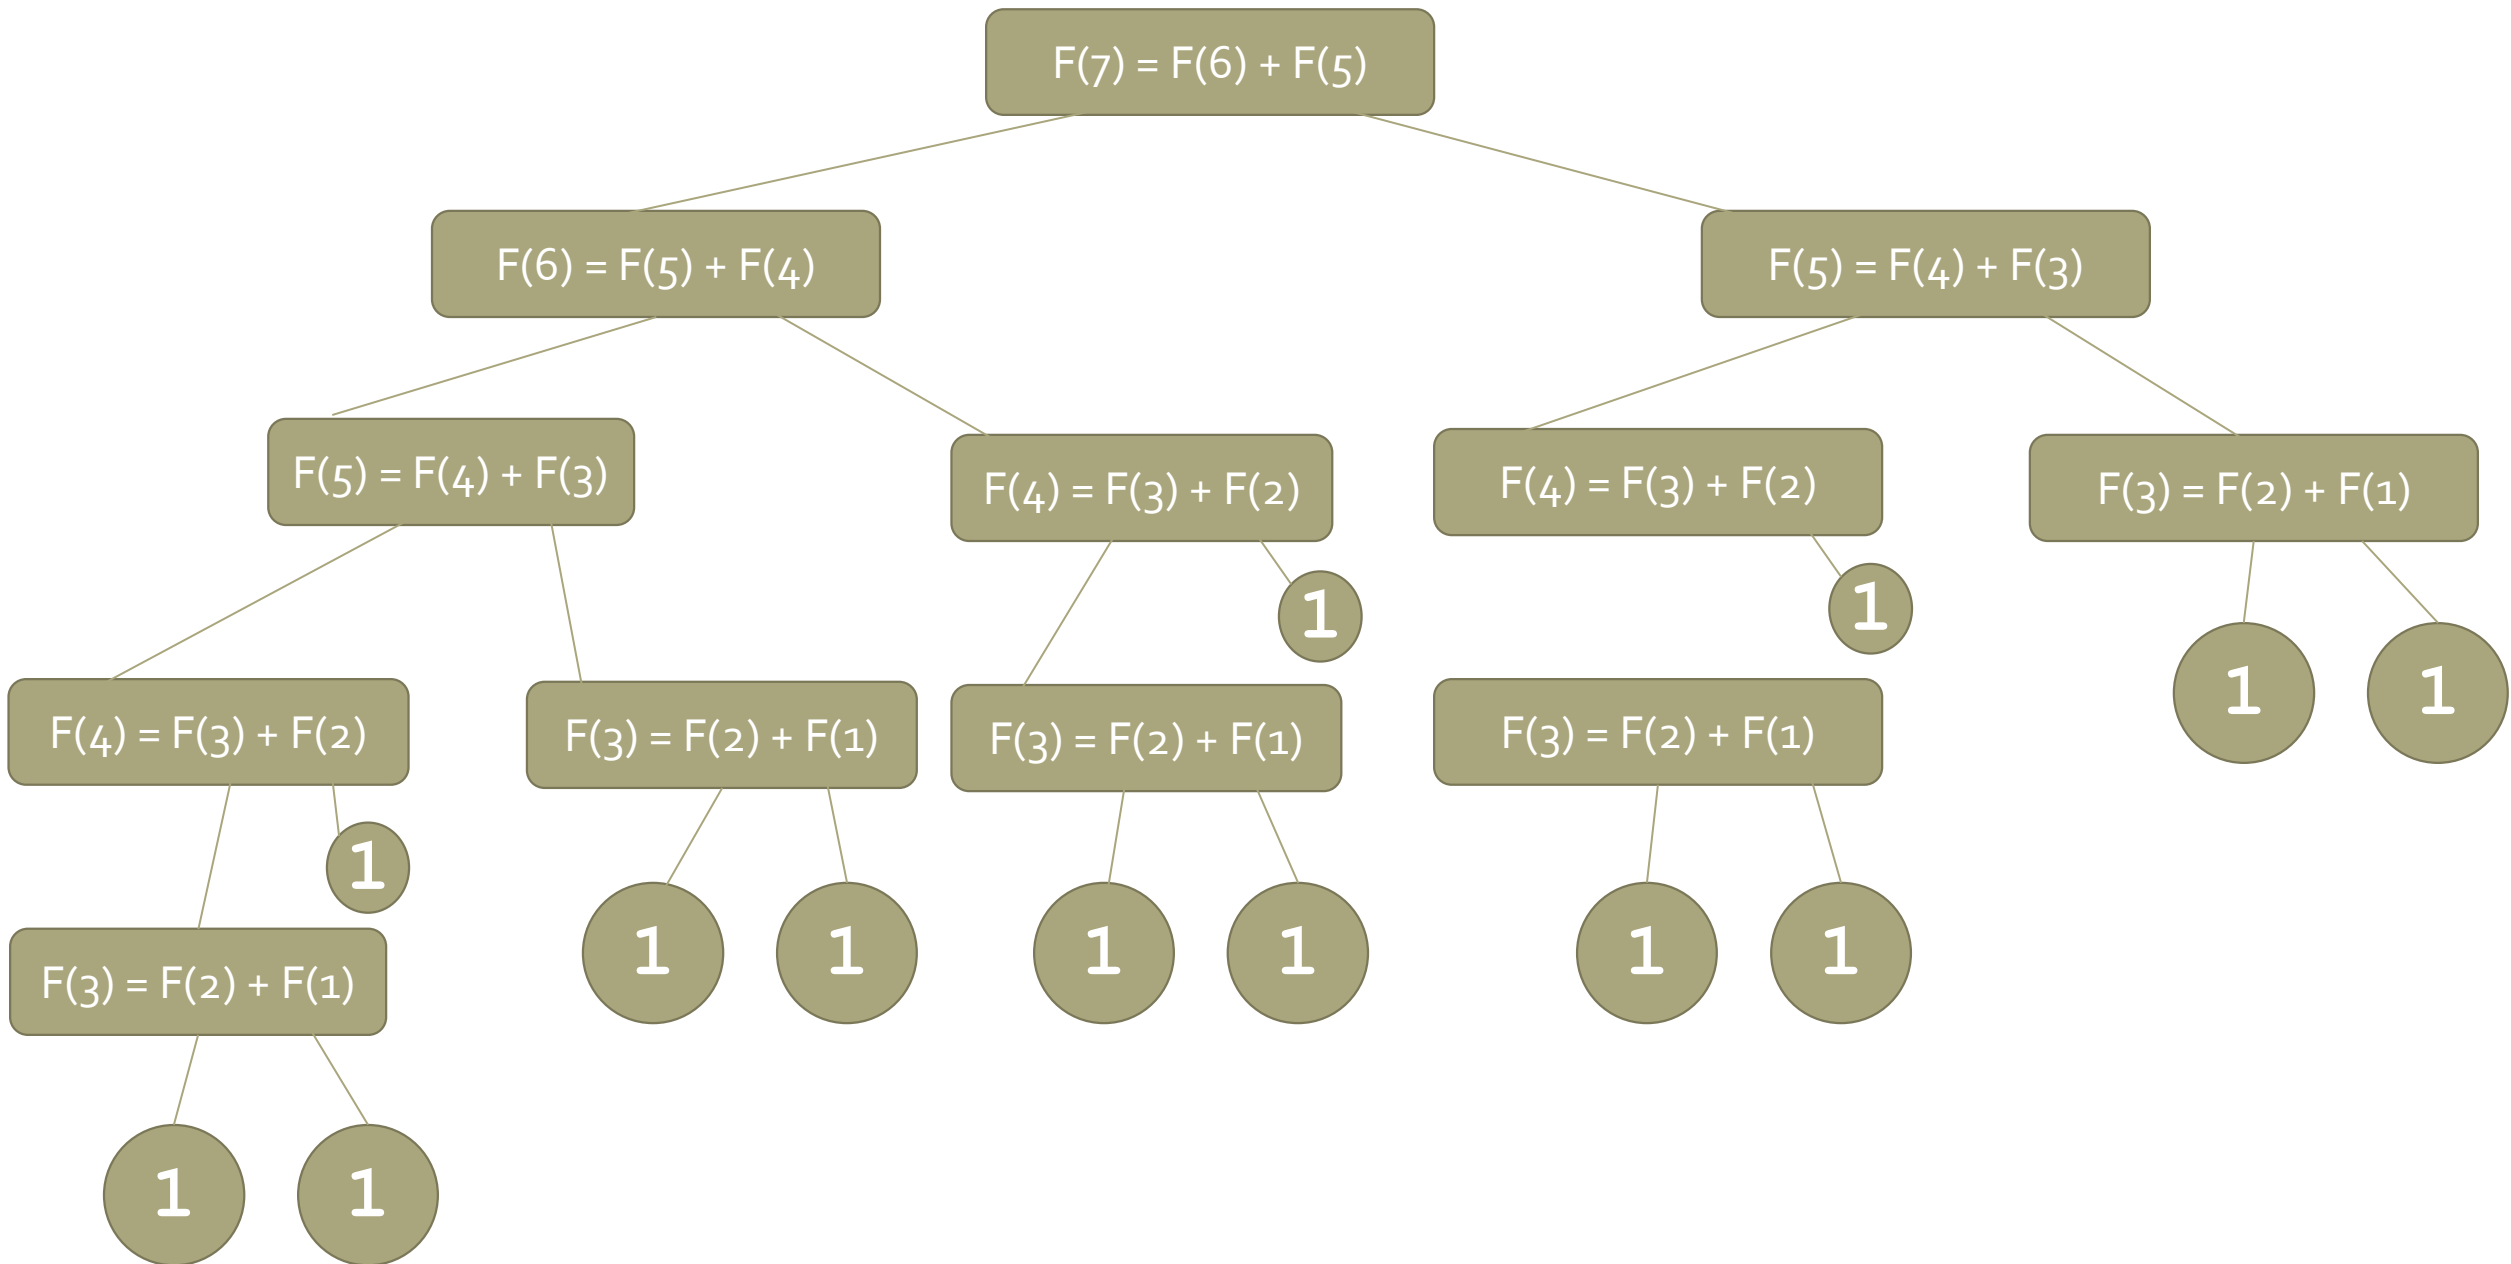 F(7) = F(6) + F(5)
F(6) = F(5) + F(4)
F(5) = F(4) + F(3)
F(5) = F(4) + F(3)
F(4) = F(3) + F(2)
F(4) = F(3) + F(2)
F(3) = F(2) + F(1)
1
1
1
1
F(4) = F(3) + F(2)
F(3) = F(2) + F(1)
F(3) = F(2) + F(1)
F(3) = F(2) + F(1)
1
1
1
1
1
1
1
F(3) = F(2) + F(1)
1
1